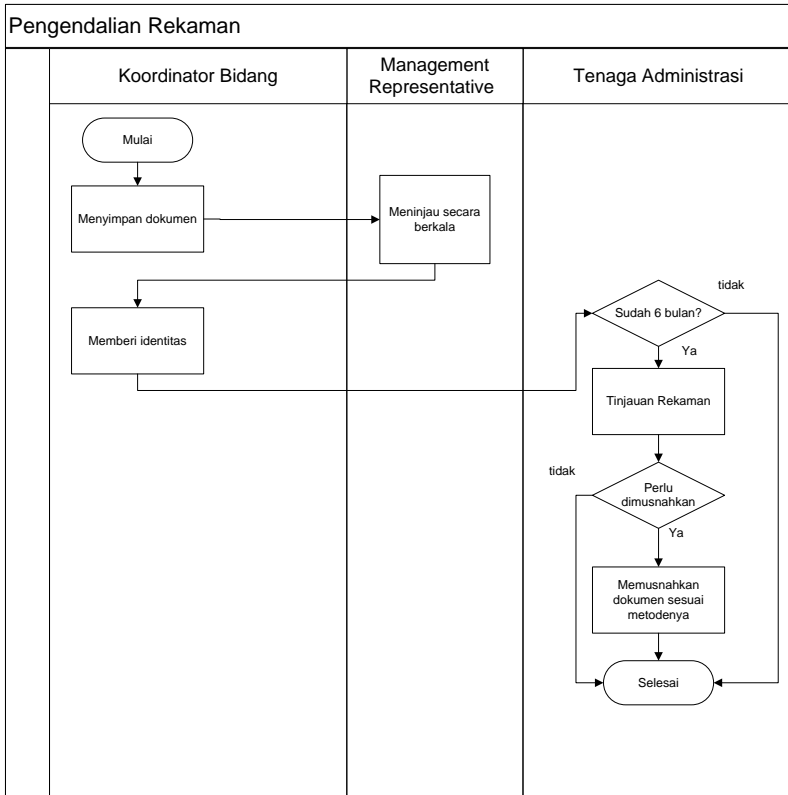 Pengendalian Rekaman
Koordinator Bidang
Management
Representative
Tenaga Administrasi
Mulai
Menyimpan dokumen
Meninjau secara
berkala
Memberi identitas
Sudah 6 bulan?
tidak
Ya
Tinjauan Rekaman
tidak
Perlu
dimusnahkan
Ya
Memusnahkan
dokumen sesuai
metodenya
Selesai